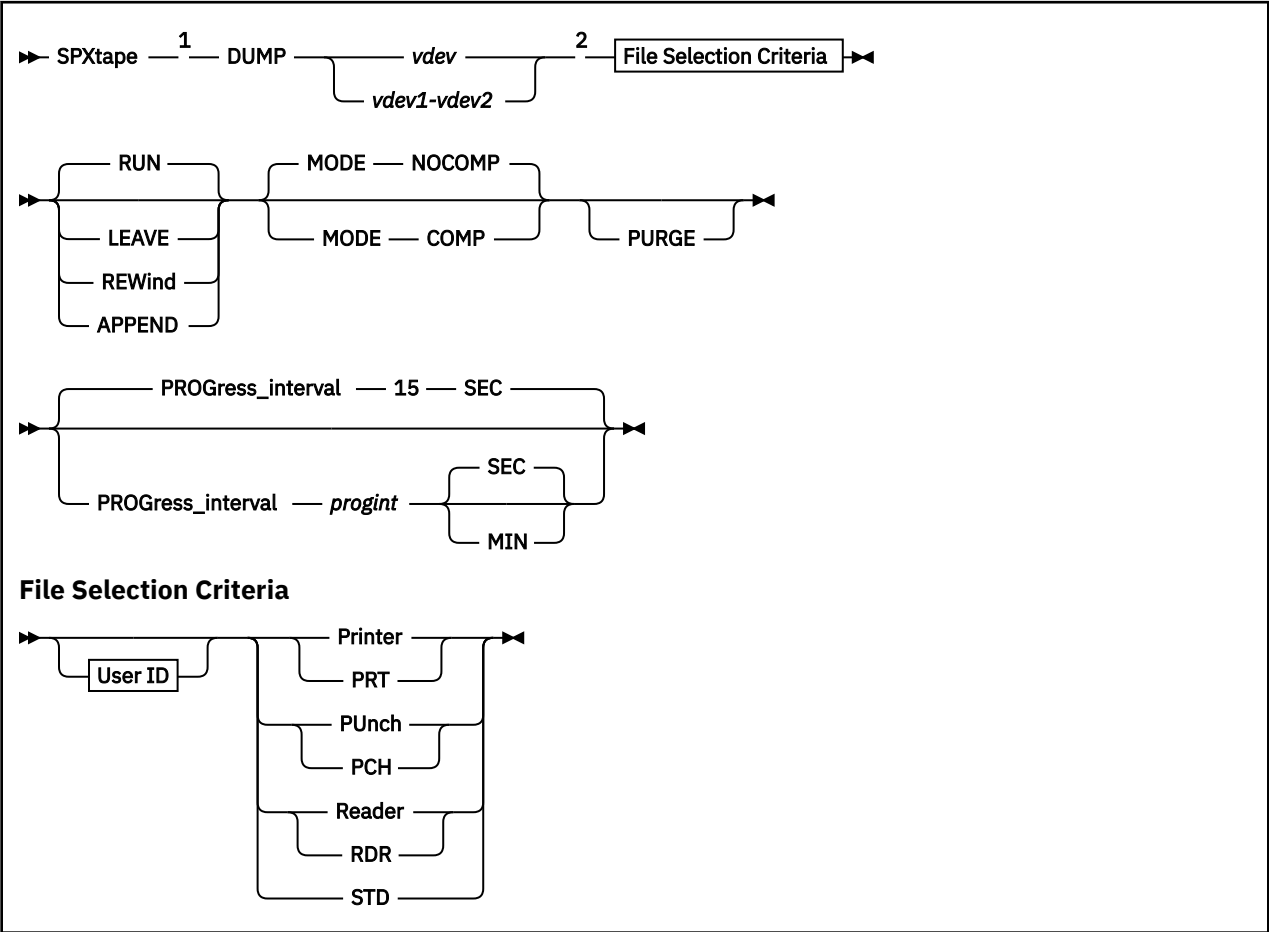 1 2
SPXtape DUMP vdev File Selection Criteria
vdev1-vdev2
RUN MODE NOCOMP
LEAVE MODE COMP PURGE
REWind
APPEND
PROGress_interval 15 SEC
SEC
PROGress_interval progint
MIN
File Selection Criteria
Printer
User ID PRT
PUnch
PCH
Reader
RDR
STD